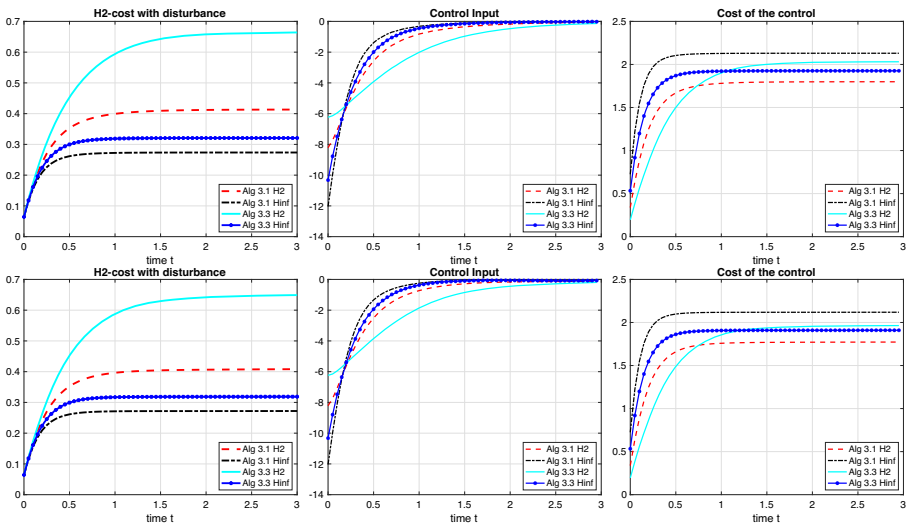 H2-cost with disturbance
0.7
0.6
0.5
0.4
0.3
0.2
0.1
0
0 0.5 1 1.5 2 2.5 3
time t
Alg 3.1 H2
Alg 3.1 Hinf
Alg 3.3 H2
Alg 3.3 Hinf
Control Input
0
-2
-4
-6
-8
-10
-12
-14
0 0.5 1 1.5 2 2.5 3
time t
Alg 3.1 H2
Alg 3.1 Hinf
Alg 3.3 H2
Alg 3.3 Hinf
Cost of the control
2.5
2
1.5
1
0.5
0
0 0.5 1 1.5 2 2.5 3
time t
Alg 3.1 H2
Alg 3.1 Hinf
Alg 3.3 H2
Alg 3.3 Hinf
H2-cost with disturbance
0.7
0.6
0.5
0.4
0.3
0.2
0.1
0
0 0.5 1 1.5 2 2.5 3
time t
Alg 3.1 H2
Alg 3.1 Hinf
Alg 3.3 H2
Alg 3.3 Hinf
Control Input
0
-2
-4
-6
-8
-10
-12
-14
0 0.5 1 1.5 2 2.5 3
time t
Alg 3.1 H2
Alg 3.1 Hinf
Alg 3.3 H2
Alg 3.3 Hinf
Cost of the control
2.5
2
1.5
1
0.5
0
0 0.5 1 1.5 2 2.5 3
time t
Alg 3.1 H2
Alg 3.1 Hinf
Alg 3.3 H2
Alg 3.3 Hinf